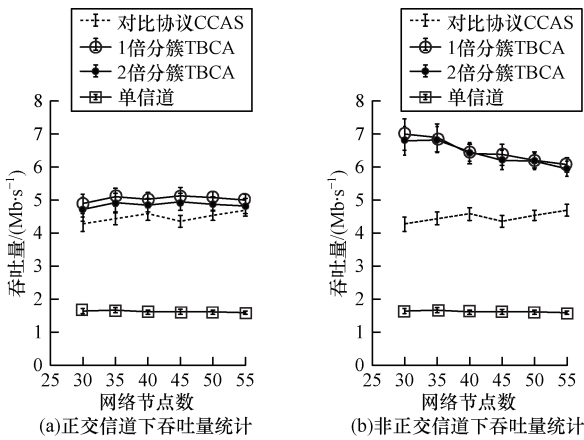 对比协议CCAS
1倍分簇TBCA
2倍分簇TBCA
单信道
8
7
6
5
4
3
2
1
0
吞吐量/(Mb·s⁻¹)
25 30 35 40 45 50 55
网络节点数
(a)正交信道下吞吐量统计
对比协议CCAS
1倍分簇TBCA
2倍分簇TBCA
单信道
8
7
6
5
4
3
2
1
0
吞吐量/(Mb·s⁻¹)
25 30 35 40 45 50 55
网络节点数
(b)非正交信道下吞吐量统计